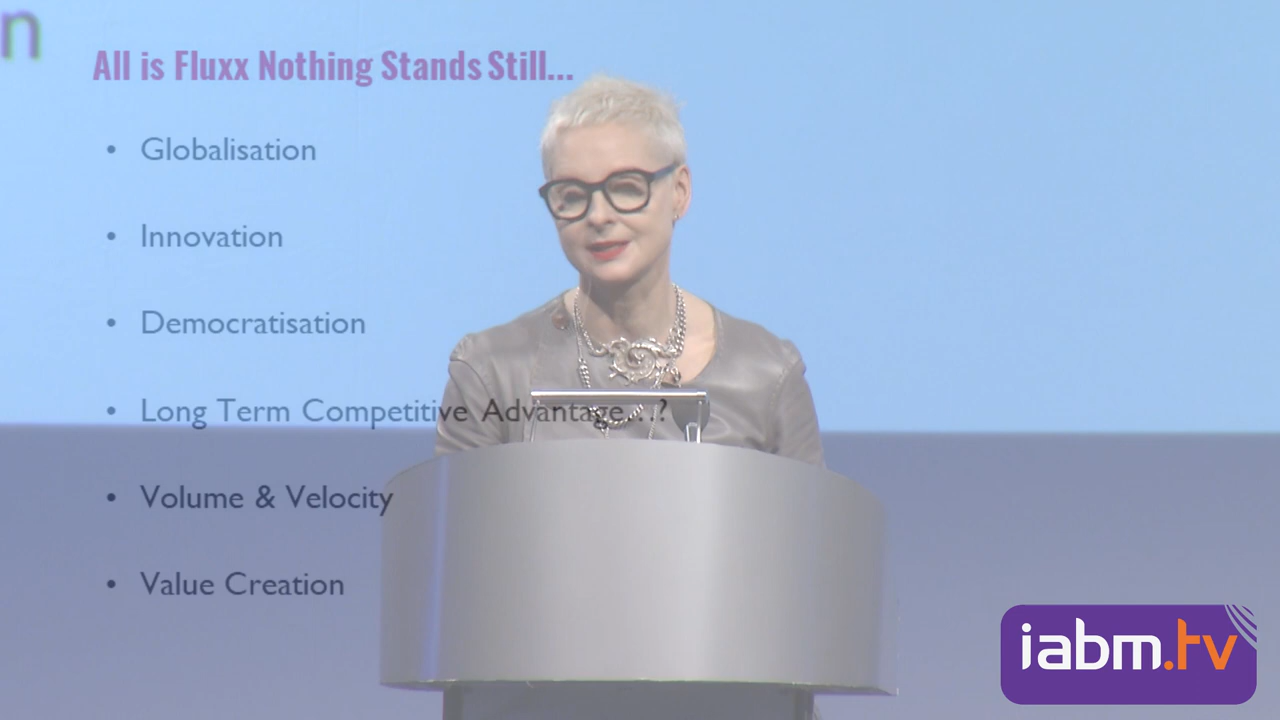 n
All is Fluxx Nothing Stands Still...
• Globalisation
• Innovation
• Democratisation
• Long Term Competitive Advantage...?
• Volume & Velocity
• Value Creation
iabm.tv